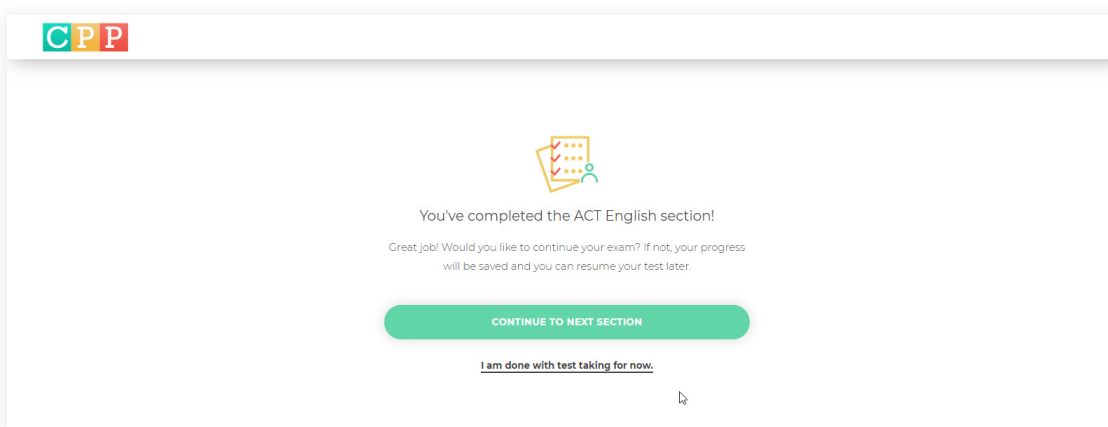 CPP
You've completed the ACT English section!
Great job! Would you like to continue your exam? If not, your progress
will be saved and you can resume your test later.
CONTINUE TO NEXT SECTION
I am done with test taking for now.